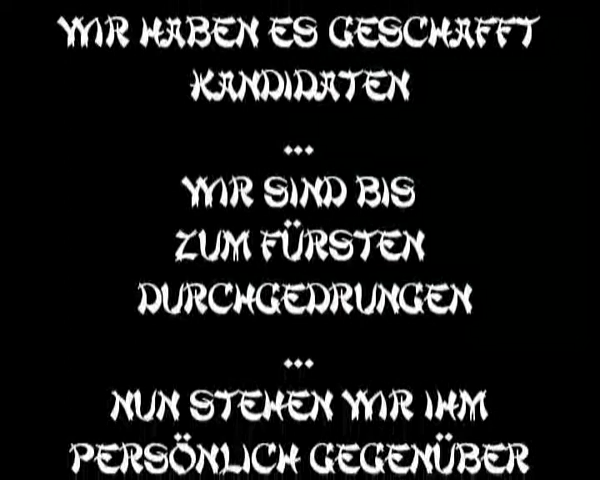 WIR HABEN ES GESCHAFFT
KANDIDATEN
...
WIR SIND BIS
ZUM FÜRSTEN
DURCHGEDRUNGEN
...
NUN STEHEN WIR IHM
PERSÖNLICH GEGENÜBER